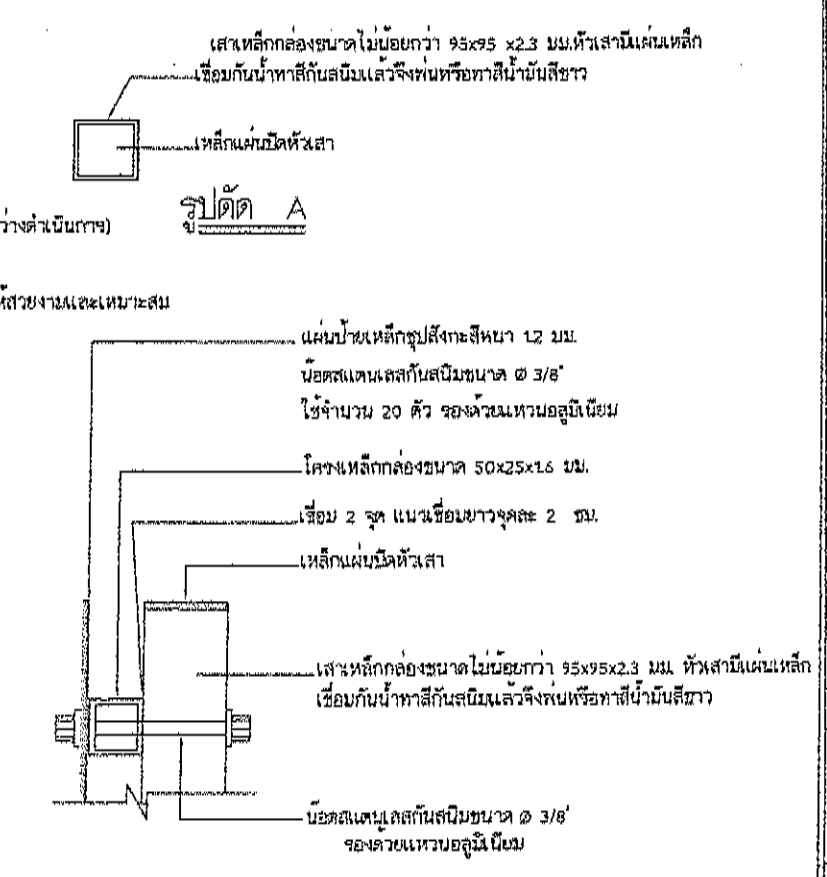 เสาเหล็กกล่องขนาดไม่น้อยกว่า 95x95 x2.3 มม.หัวเสามีแผ่นเหล็ก
เชื่อมกันน้ำทาสีกันสนิมแล้วจึงพ่นหรือทาสีน้ำมันสีขาว
เหล็กแผ่นปิดหัวเสา
ว่างดำเนินการ)
รูปตัด A
ห้สวยงามและเหมาะสม
แผ่นป้ายเหล็กชุปสังกะสีหนา 1.2 มม.
น๊อตสแตนเลสกันสนิมขนาด Ø 3/8"
ใช้จำนวน 20 ตัว รองด้วยแหวนอลูมิเนียม
โครงเหล็กกล่องขนาด 50x25x1.6 มม.
เชื่อม 2 จุด แนวเชื่อมยาวจุดละ 2 ซม.
เหล็กแผ่นปิดหัวเสา
เสาเหล็กกล่องขนาดไม่น้อยกว่า 95x95x2.3 มม. หัวเสามีแผ่นเหล็ก
เชื่อมกันน้ำทาสีกันสนิมแล้วจึงพ่นหรือทาสีน้ำมันสีขาว
น๊อตสแตนเลสกันสนิมขนาด Ø 3/8"
รองด้วยแหวนอลูมิเนียม